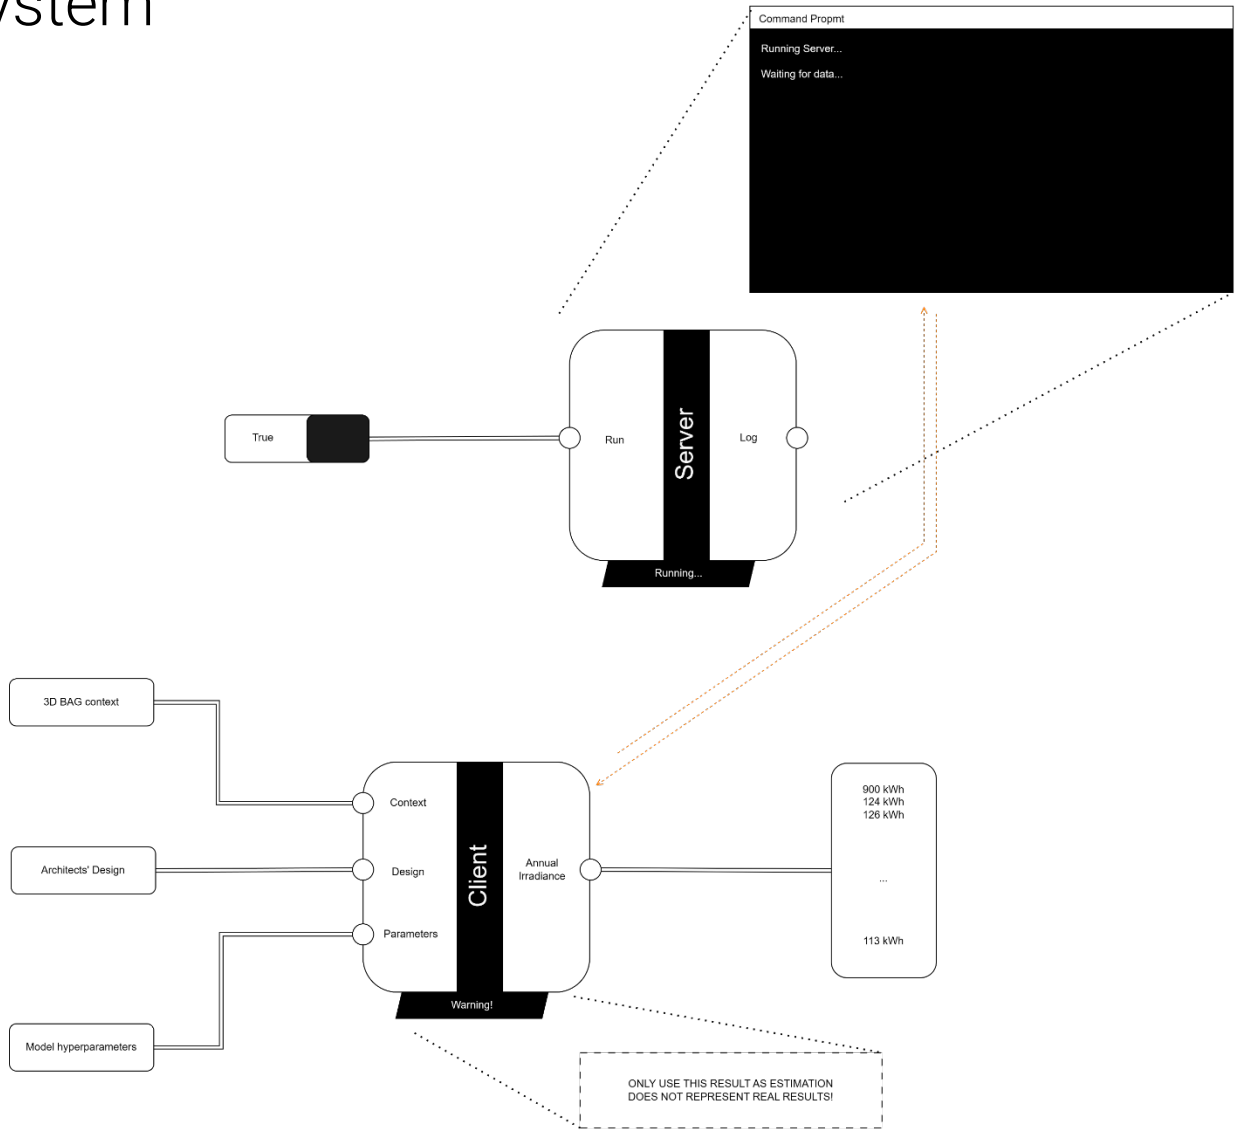 ystem
Command Propmt
Running Server...
Waiting for data...
True
Run
Server
Log
Running...
3D BAG context
Architects' Design
Model hyperparameters
Context
Design
Parameters
Client
Annual
Irradiance
Warning!
900 kWh
124 kWh
126 kWh
...
113 kWh
ONLY USE THIS RESULT AS ESTIMATION
DOES NOT REPRESENT REAL RESULTS!